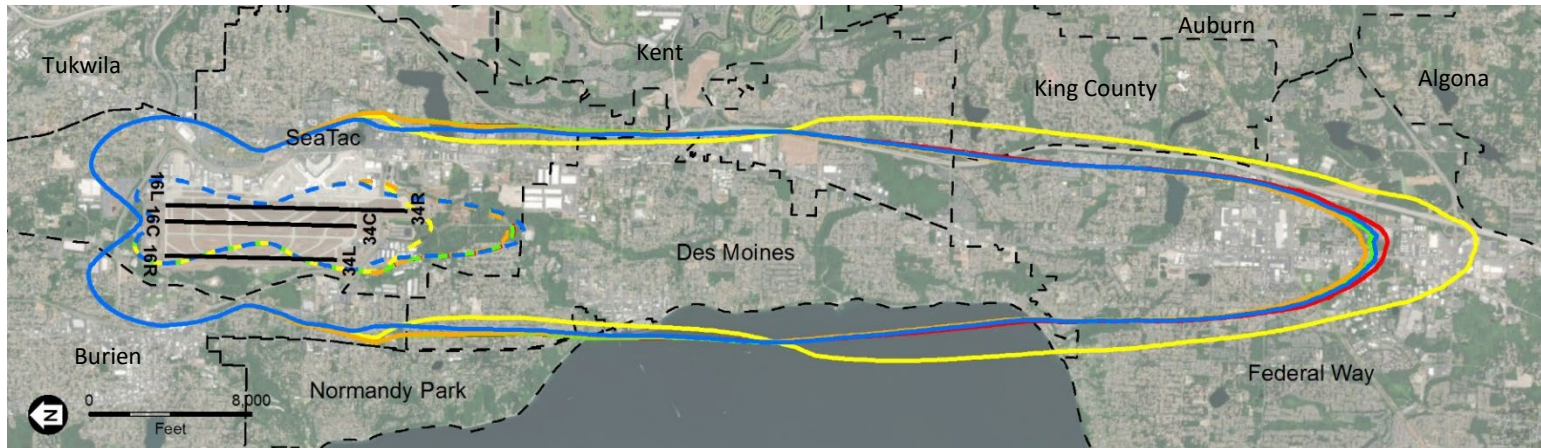 Auburn
Kent
Tukwila
Algona
King County
SeaTac
16L
16C
16R
34R
34C
34L
Des Moines
Burien
Normandy Park
Federal Way
N
0
8,000
Feet